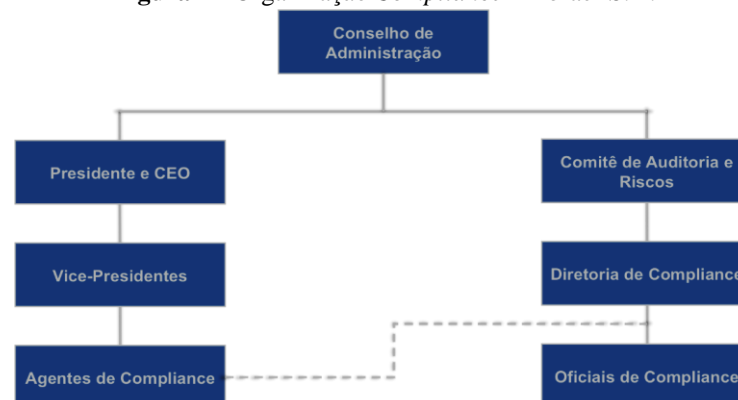 Conselho de
Administração
Presidente e CEO
Comitê de Auditoria e
Riscos
Vice-Presidentes
Diretoria de Compliance
Agentes de Compliance
Oficiais de Compliance